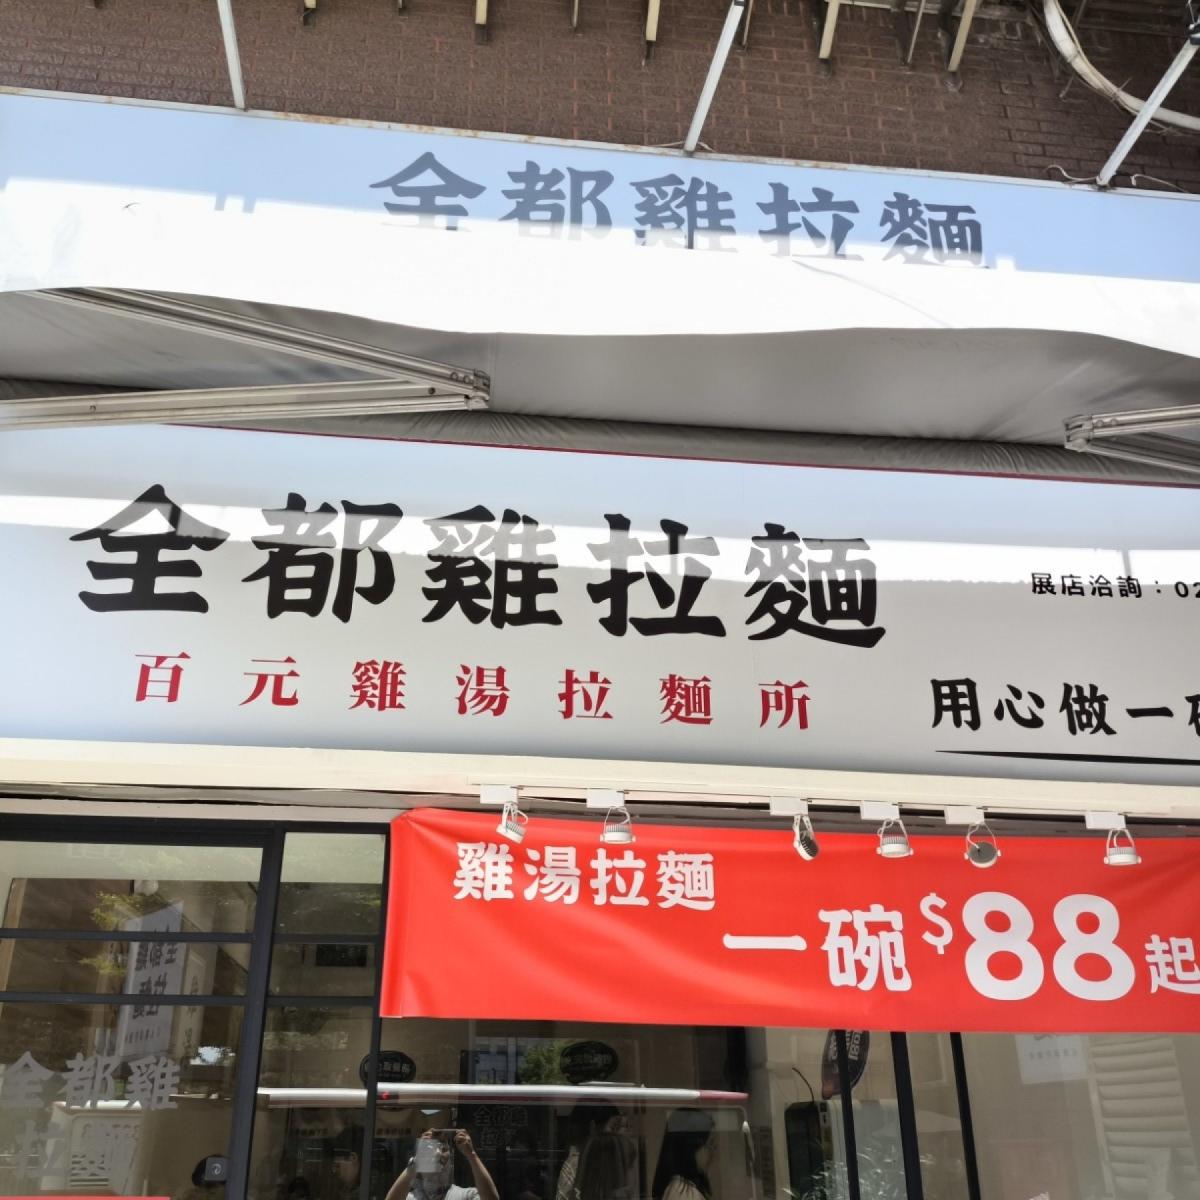 全都雞拉麵
全都雞拉麵
展店洽詢：02
百元雞湯拉麵所
用心做一碗
雞湯拉麵
一碗$88起
全都雞
拉麵